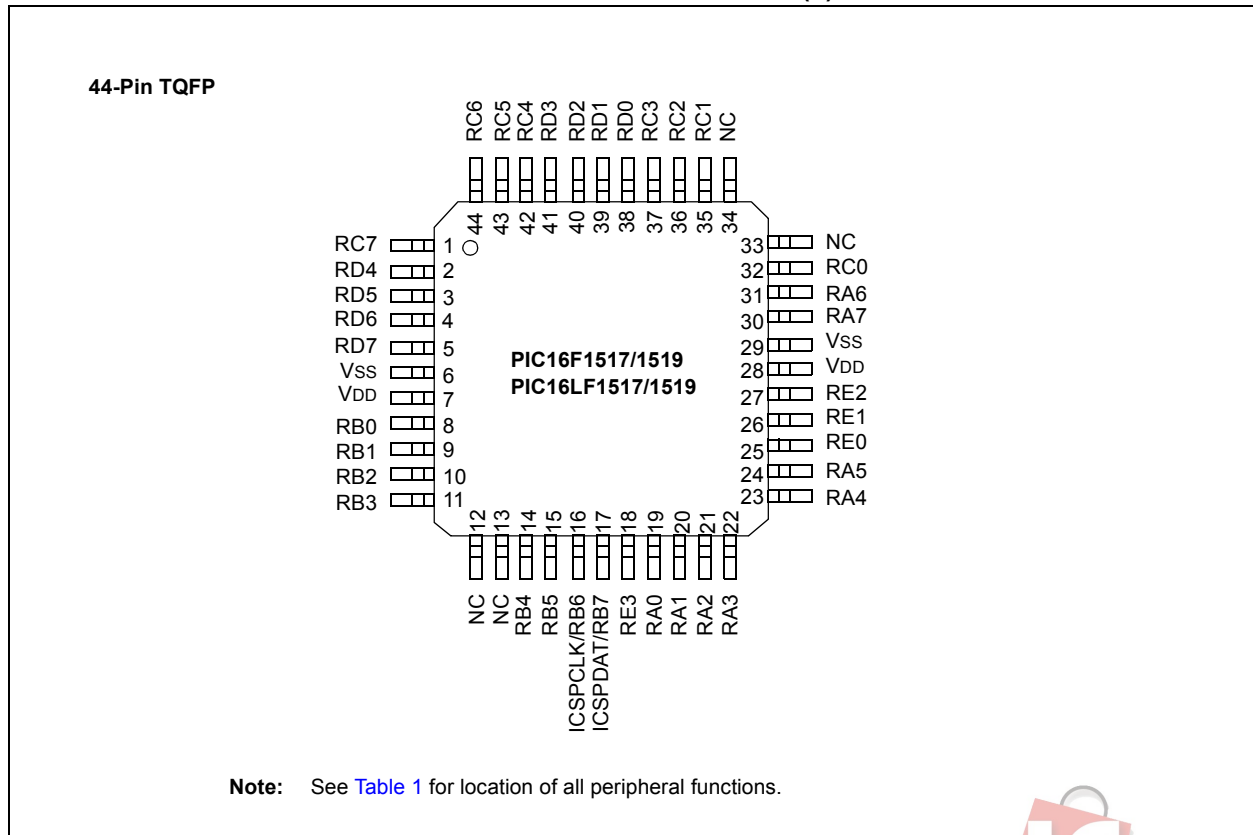 44-Pin TQFP
RC6
RC5
RC4
RD3
RD2
RD1
RD0
RC3
RC2
RC1
NC
44
43
42
41
40
39
38
37
36
35
34
RC7 1
RD4 2
RD5 3
RD6 4
RD7 5
VSS 6
VDD 7
RB0 8
RB1 9
RB2 10
RB3 11
PIC16F1517/1519
PIC16LF1517/1519
33 NC
32 RC0
31 RA6
30 RA7
29 VSS
28 VDD
27 RE2
26 RE1
25 RE0
24 RA5
23 RA4
12
13
14
15
16
17
18
19
20
21
22
NC
NC
RB4
RB5
ICSPCLK/RB6
ICSPDAT/RB7
RE3
RA0
RA1
RA2
RA3
Note: See Table 1 for location of all peripheral functions.